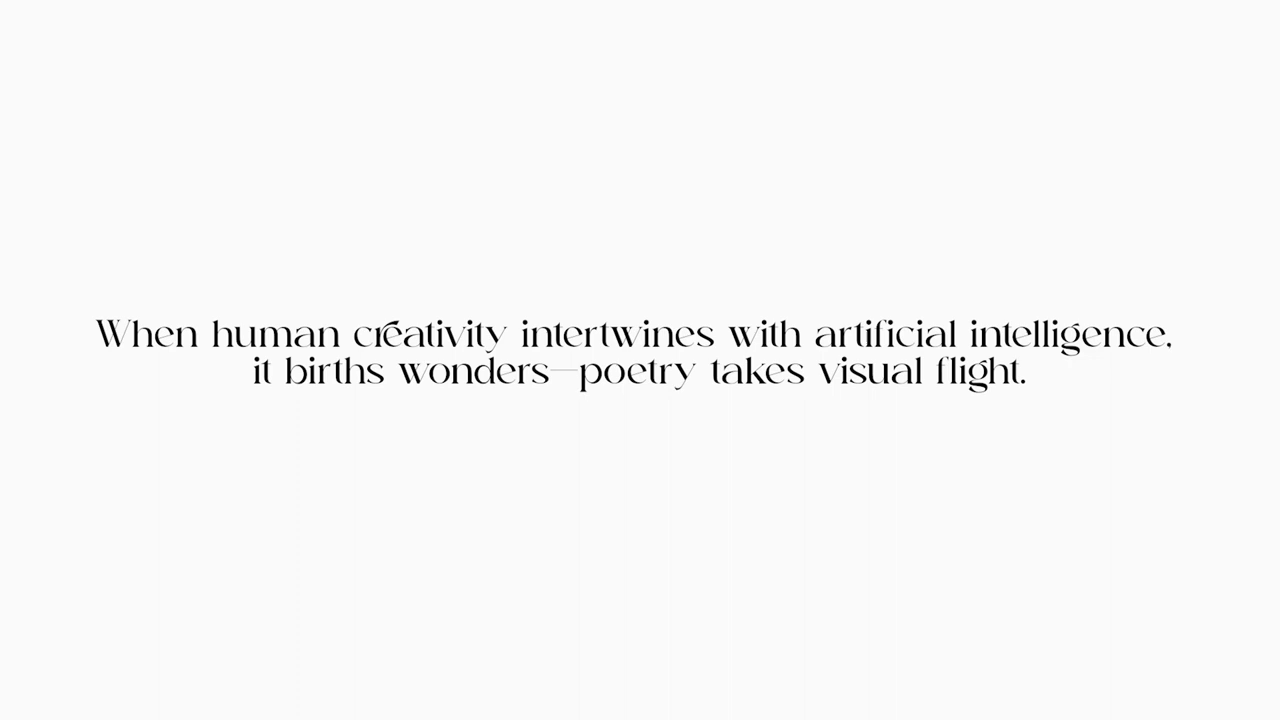 When human creativity intertwines with artificial intelligence,
it births wonders—poetry takes visual flight.